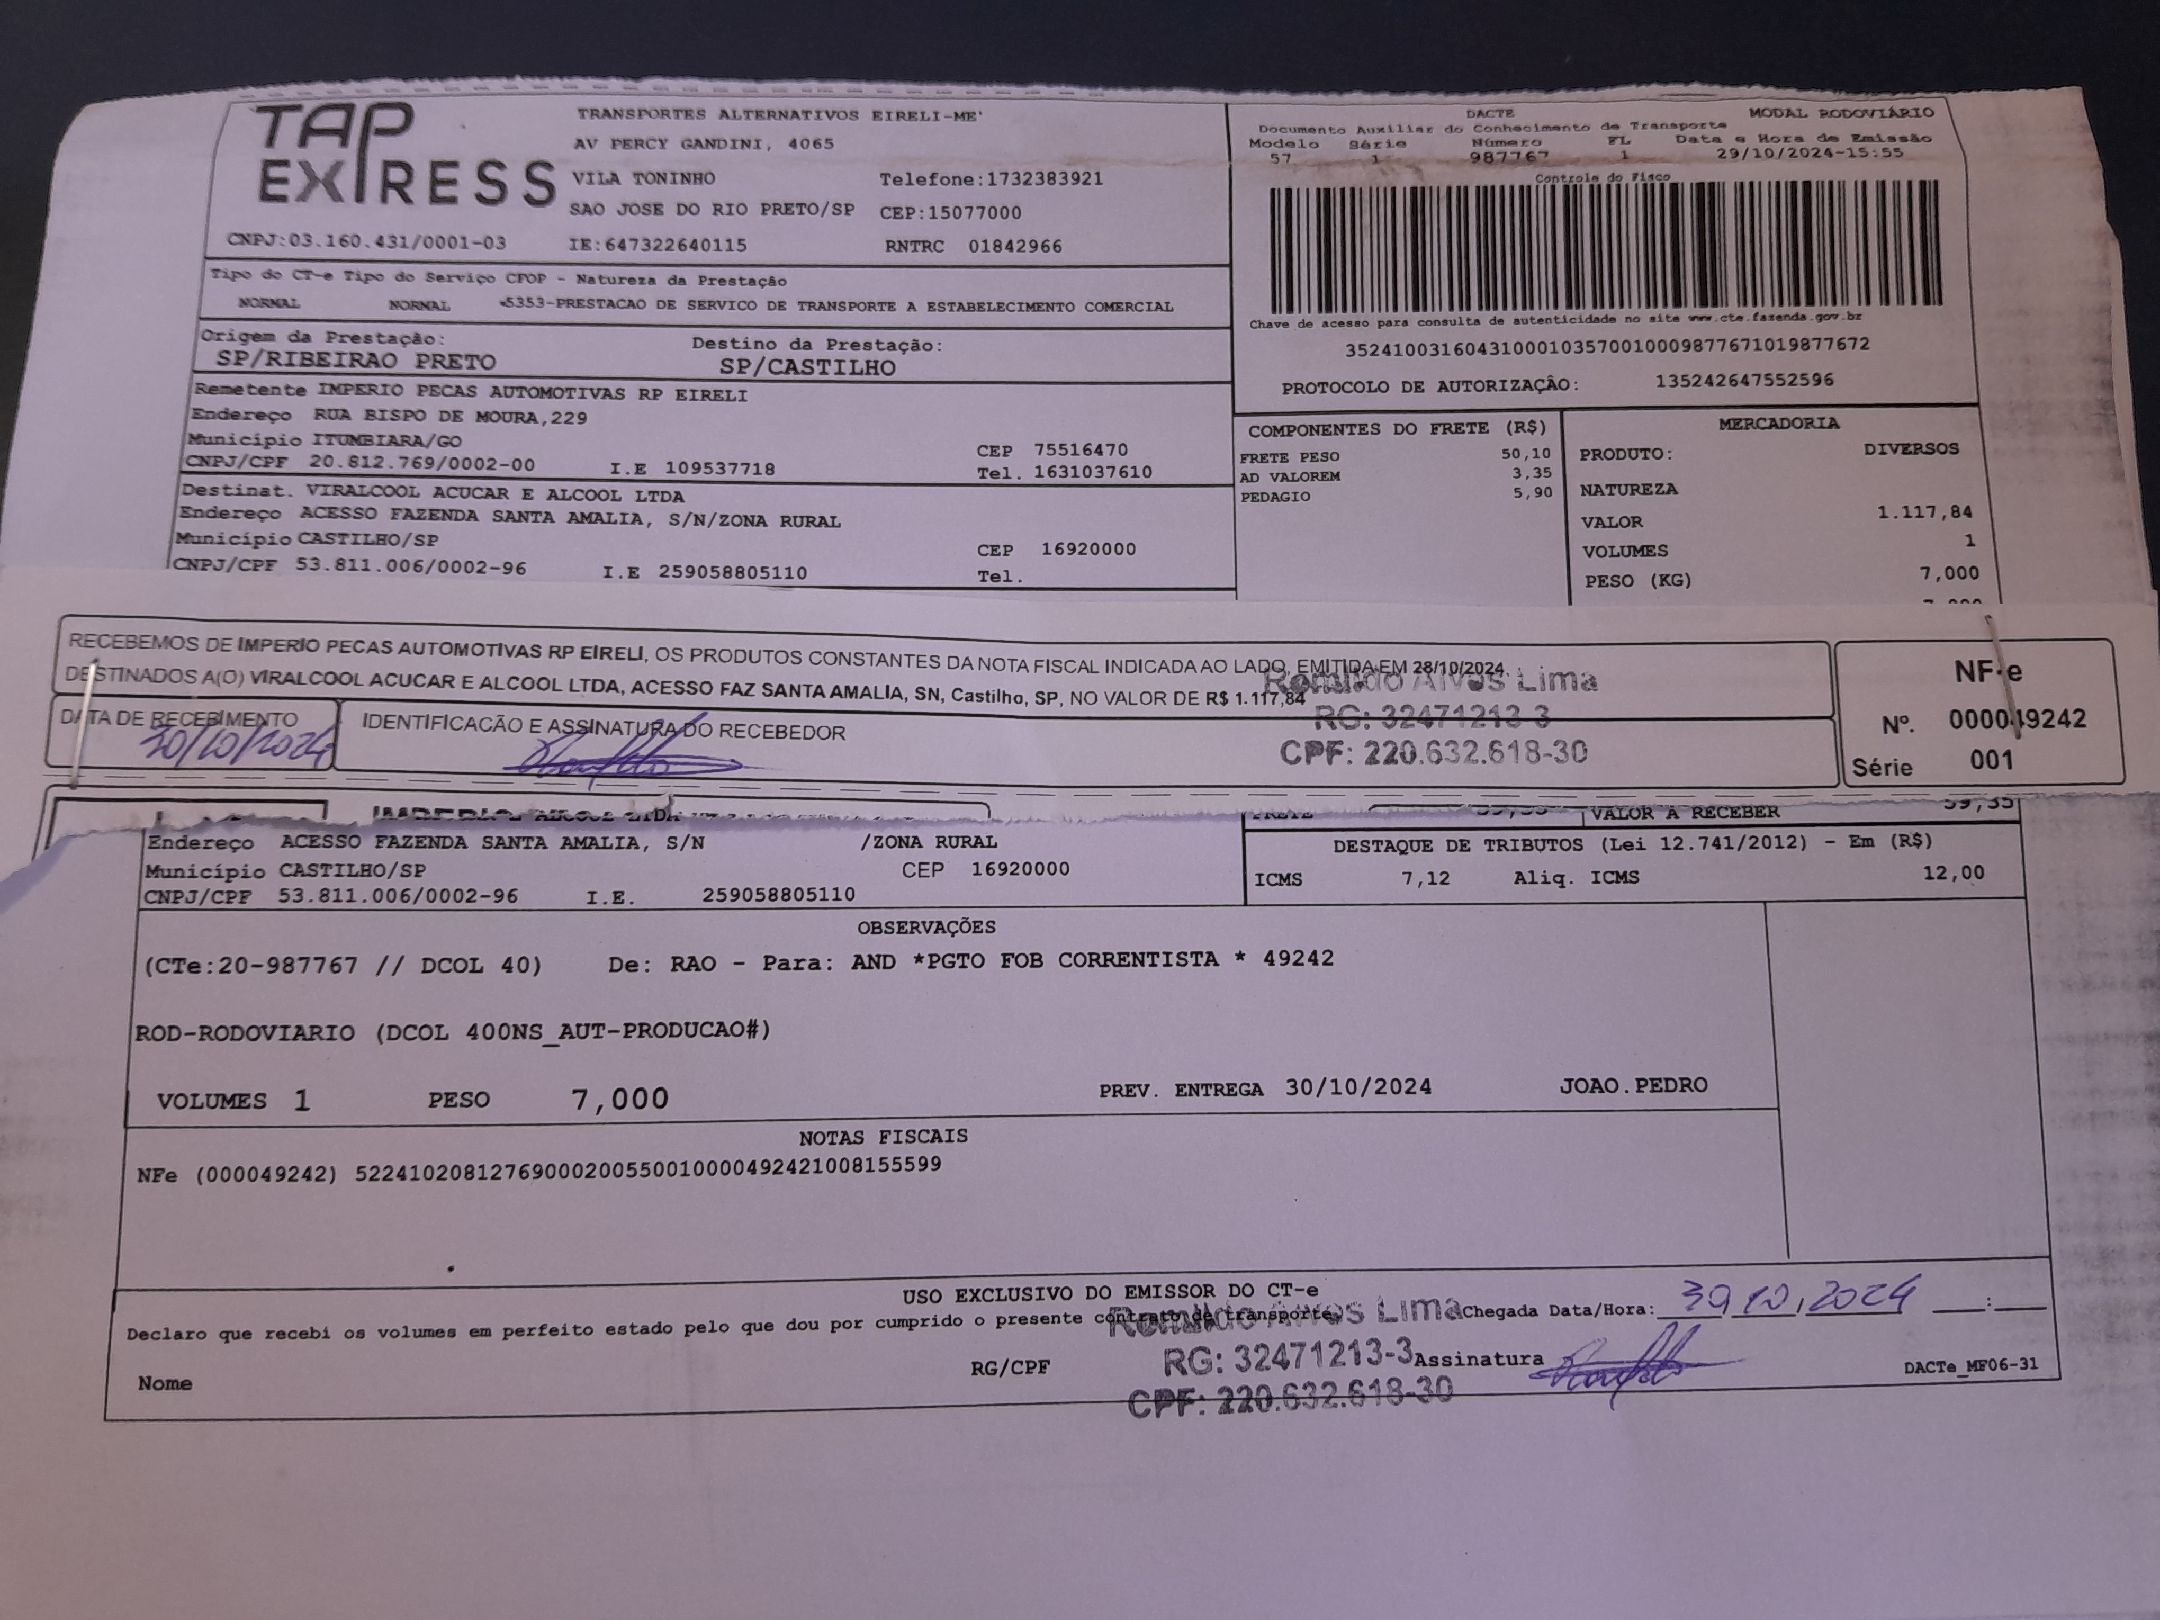 TAP
EXPRESS
TRANSPORTES ALTERNATIVOS EIRELI-ME'
AV PERCY GANDINI, 4065
VILA TONINHO Telefone:1732383921
SAO JOSE DO RIO PRETO/SP CEP:15077000
CNPJ:03.160.431/0001-03 IE:647322640115 RNTRC 01842966
DACTE MODAL RODOVIÁRIO
Documento Auxiliar do Conhecimento de Transporte
Modelo Série Número FL Data e Hora de Emissão
57 1 987767 1 29/10/2024-15:55
Controle do Fisco
Chave de acesso para consulta de autenticidade no site www.cte.fazenda.gov.br
35241003160431000103570010009877671019877672
PROTOCOLO DE AUTORIZAÇÂO: 135242647552596
Tipo do CT-e Tipo do Serviço CFOP - Natureza da Prestação
NORMAL NORMAL 5353-PRESTACAO DE SERVICO DE TRANSPORTE A ESTABELECIMENTO COMERCIAL
Origem da Prestação: Destino da Prestação:
SP/RIBEIRAO PRETO SP/CASTILHO
Remetente IMPERIO PECAS AUTOMOTIVAS RP EIRELI
Endereço RUA BISPO DE MOURA,229
Município ITUMBIARA/GO CEP 75516470
CNPJ/CPF 20.812.769/0002-00 I.E 109537718 Tel. 1631037610
Destinat. VIRALCOOL ACUCAR E ALCOOL LTDA
Endereço ACESSO FAZENDA SANTA AMALIA, S/N/ZONA RURAL
Município CASTILHO/SP CEP 16920000
CNPJ/CPF 53.811.006/0002-96 I.E 259058805110 Tel.
COMPONENTES DO FRETE (R$)
FRETE PESO 50,10
AD VALOREM 3,35
PEDAGIO 5,90
MERCADORIA
PRODUTO: DIVERSOS
NATUREZA
VALOR 1.117,84
VOLUMES 1
PESO (KG) 7,000
RECEBEMOS DE IMPERIO PECAS AUTOMOTIVAS RP EIRELI, OS PRODUTOS CONSTANTES DA NOTA FISCAL INDICADA AO LADO, EMITIDA EM 28/10/2024
DESTINADOS A(O) VIRALCOOL ACUCAR E ALCOOL LTDA, ACESSO FAZ SANTA AMALIA, SN, Castilho, SP, NO VALOR DE R$ 1.117,84
DATA DE RECEBIMENTO IDENTIFICAÇÃO E ASSINATURA DO RECEBEDOR
30/10/2024
Romildo Alves Lima
RG: 32471213-3
CPF: 220.632.618-30
NF-e
Nº. 000049242
Série 001
VALOR A RECEBER 59,35
Endereço ACESSO FAZENDA SANTA AMALIA, S/N /ZONA RURAL
Município CASTILHO/SP CEP 16920000
CNPJ/CPF 53.811.006/0002-96 I.E. 259058805110
DESTAQUE DE TRIBUTOS (Lei 12.741/2012) - Em (R$)
ICMS 7,12 Aliq. ICMS 12,00
OBSERVAÇÕES
(CTe:20-987767 // DCOL 40) De: RAO - Para: AND *PGTO FOB CORRENTISTA * 49242
ROD-RODOVIARIO (DCOL 400NS_AUT-PRODUCAO#)
VOLUMES 1 PESO 7,000 PREV. ENTREGA 30/10/2024 JOAO.PEDRO
NOTAS FISCAIS
NFe (000049242) 52241020812769000200550010000492421008155599
USO EXCLUSIVO DO EMISSOR DO CT-e
Declaro que recebi os volumes em perfeito estado pelo que dou por cumprido o presente contrato de transporte. Chegada Data/Hora: 30,10,2024 ___:___
Romildo Alves Lima
RG: 32471213-3
CPF: 220.632.618-30
Nome RG/CPF Assinatura DACTe_MF06-31